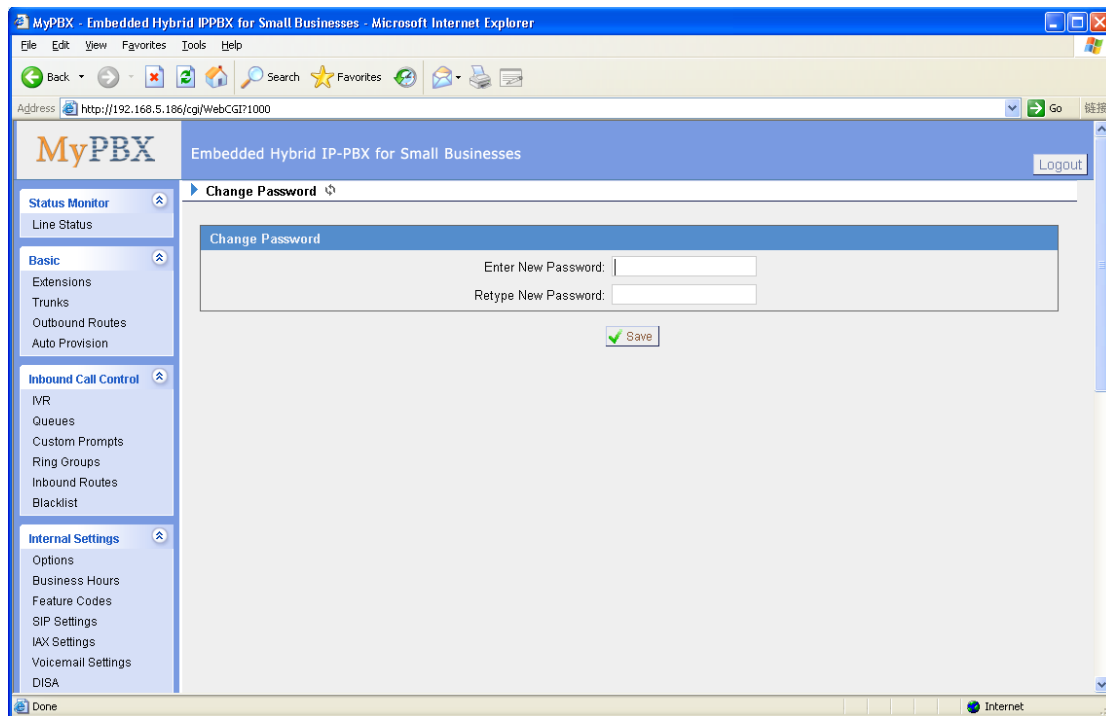 MyPBX - Embedded Hybrid IPPBX for Small Businesses - Microsoft Internet Explorer
File Edit View Favorites Tools Help
Back Search Favorites
Address http://192.168.5.186/cgi/WebCGI?1000 Go 链接
MyPBX
Embedded Hybrid IP-PBX for Small Businesses
Logout
Status Monitor
Line Status
Basic
Extensions
Trunks
Outbound Routes
Auto Provision
Inbound Call Control
IVR
Queues
Custom Prompts
Ring Groups
Inbound Routes
Blacklist
Internal Settings
Options
Business Hours
Feature Codes
SIP Settings
IAX Settings
Voicemail Settings
DISA
Change Password
Change Password
Enter New Password:
Retype New Password:
Save
Done Internet